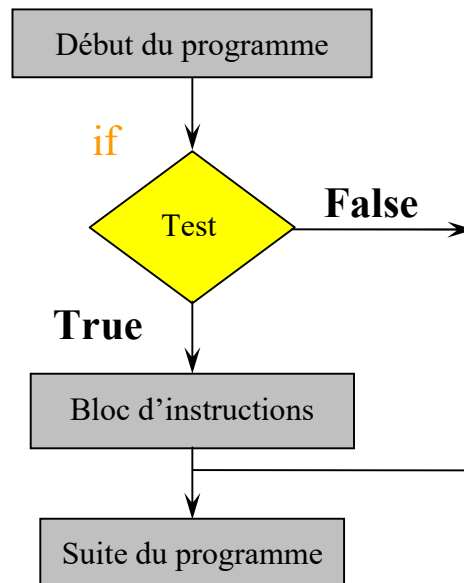 Début du programme
if
Test
False
True
Bloc d’instructions
Suite du programme